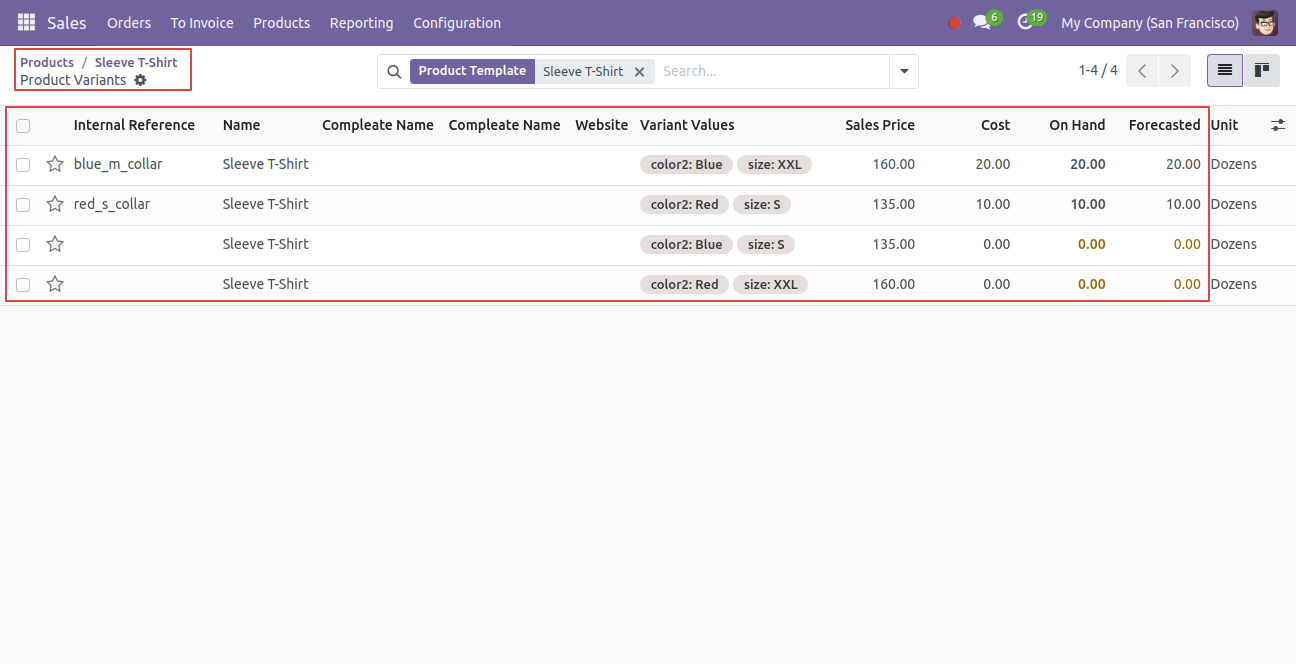 Sales Orders To Invoice Products Reporting Configuration 6 19 My Company (San Francisco)
Products / Sleeve T-Shirt
Product Variants
Product Template Sleeve T-Shirt Search... 1-4 / 4
Internal Reference Name Compleate Name Compleate Name Website Variant Values Sales Price Cost On Hand Forecasted Unit
blue_m_collar Sleeve T-Shirt color2: Blue size: XXL 160.00 20.00 20.00 20.00 Dozens
red_s_collar Sleeve T-Shirt color2: Red size: S 135.00 10.00 10.00 10.00 Dozens
Sleeve T-Shirt color2: Blue size: S 135.00 0.00 0.00 0.00 Dozens
Sleeve T-Shirt color2: Red size: XXL 160.00 0.00 0.00 0.00 Dozens